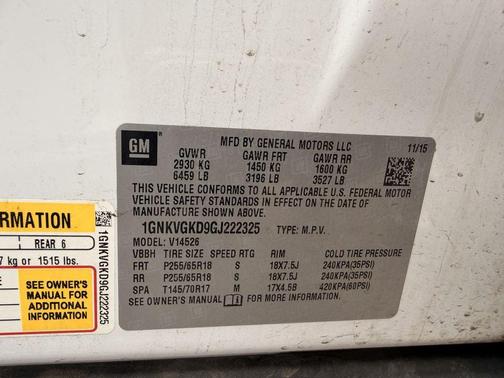 GM
MFD BY GENERAL MOTORS LLC
11/15
GVWR GAWR FRT GAWR RR
2930 KG 1450 KG 1600 KG
6459 LB 3196 LB 3527 LB
THIS VEHICLE CONFORMS TO ALL APPLICABLE U.S. FEDERAL MOTOR
VEHICLE SAFETY STANDARDS IN EFFECT ON THE DATE OF
MANUFACTURE SHOWN ABOVE.
1GNKVGKD9GJ222325 TYPE: M.P.V.
MODEL: V14526
VBBH TIRE SIZE SPEED RTG RIM COLD TIRE PRESSURE
FRT P255/65R18 S 18X7.5J 240KPA(35PSI)
RR P255/65R18 S 18X7.5J 240KPA(35PSI)
SPA T145/70R17 M 17X4.5B 420KPA(60PSI)
SEE OWNER'S MANUAL FOR MORE INFORMATION.
FORMATION
REAR 6
7 kg or 1515 lbs.
SEE OWNER'S
MANUAL FOR
ADDITIONAL
INFORMATION
1GNKVGKD9GJ222325